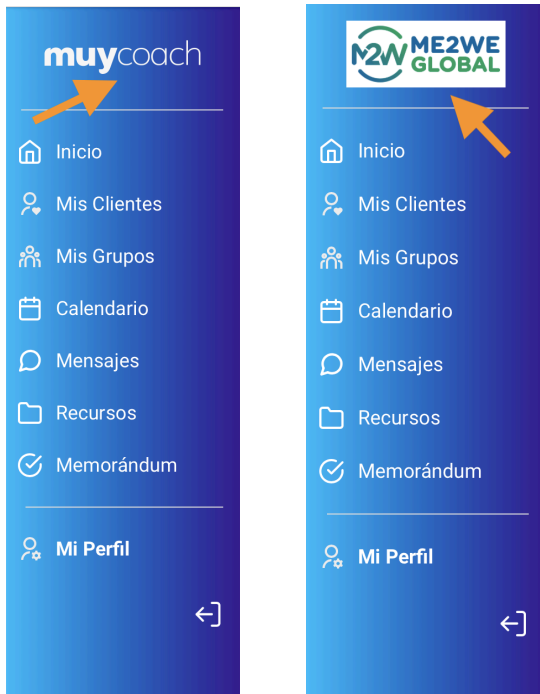 muycoach
Inicio
Mis Clientes
Mis Grupos
Calendario
Mensajes
Recursos
Memorándum
Mi Perfil
M2W ME2WE
GLOBAL
Inicio
Mis Clientes
Mis Grupos
Calendario
Mensajes
Recursos
Memorándum
Mi Perfil